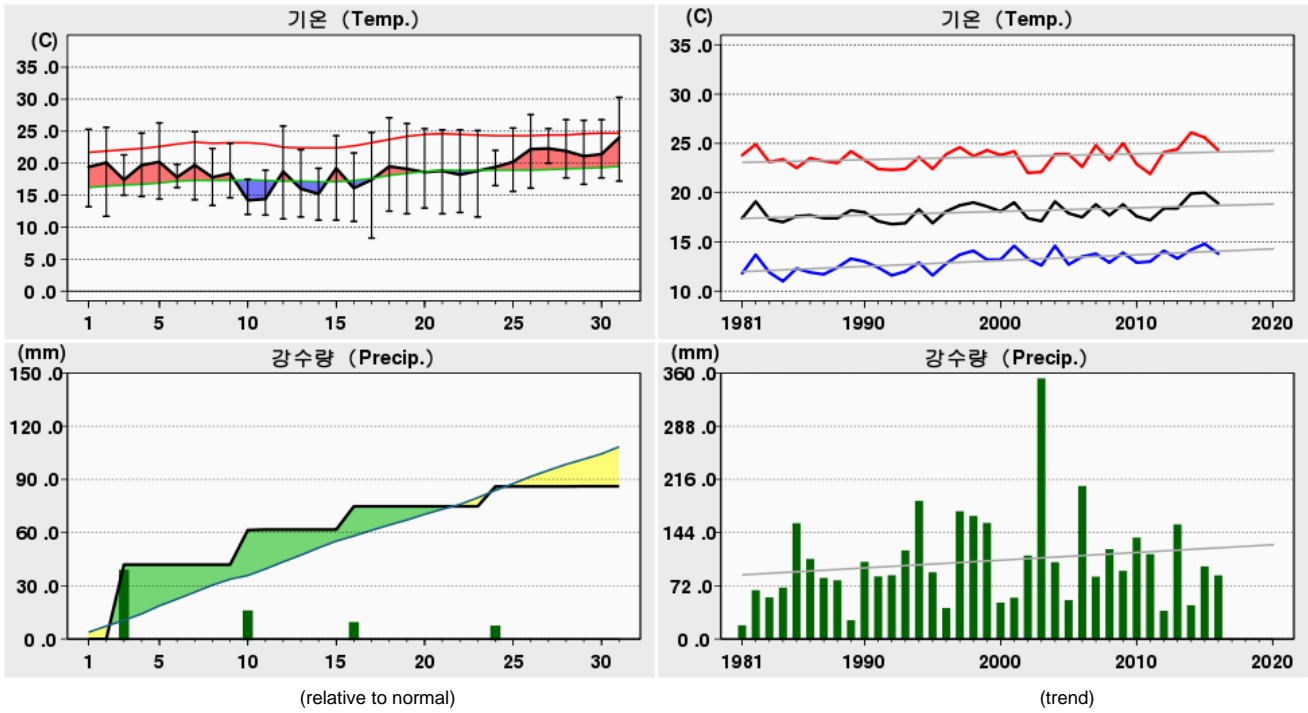 기온 (Temp.)
(C)
35 .0
30 .0
25 .0
20 .0
15 .0
10 .0
5 .0
0 .0
1 5 10 15 20 25 30
기온 (Temp.)
(C)
35 .0
30 .0
25 .0
20 .0
15 .0
10 .0
1981 1990 2000 2010 2020
강수량 (Precip.)
(mm)
150 .0
120 .0
90 .0
60 .0
30 .0
0 .0
1 5 10 15 20 25 30
(relative to normal)
강수량 (Precip.)
(mm)
360 .0
288 .0
216 .0
144 .0
72 .0
0 .0
1981 1990 2000 2010 2020
(trend)